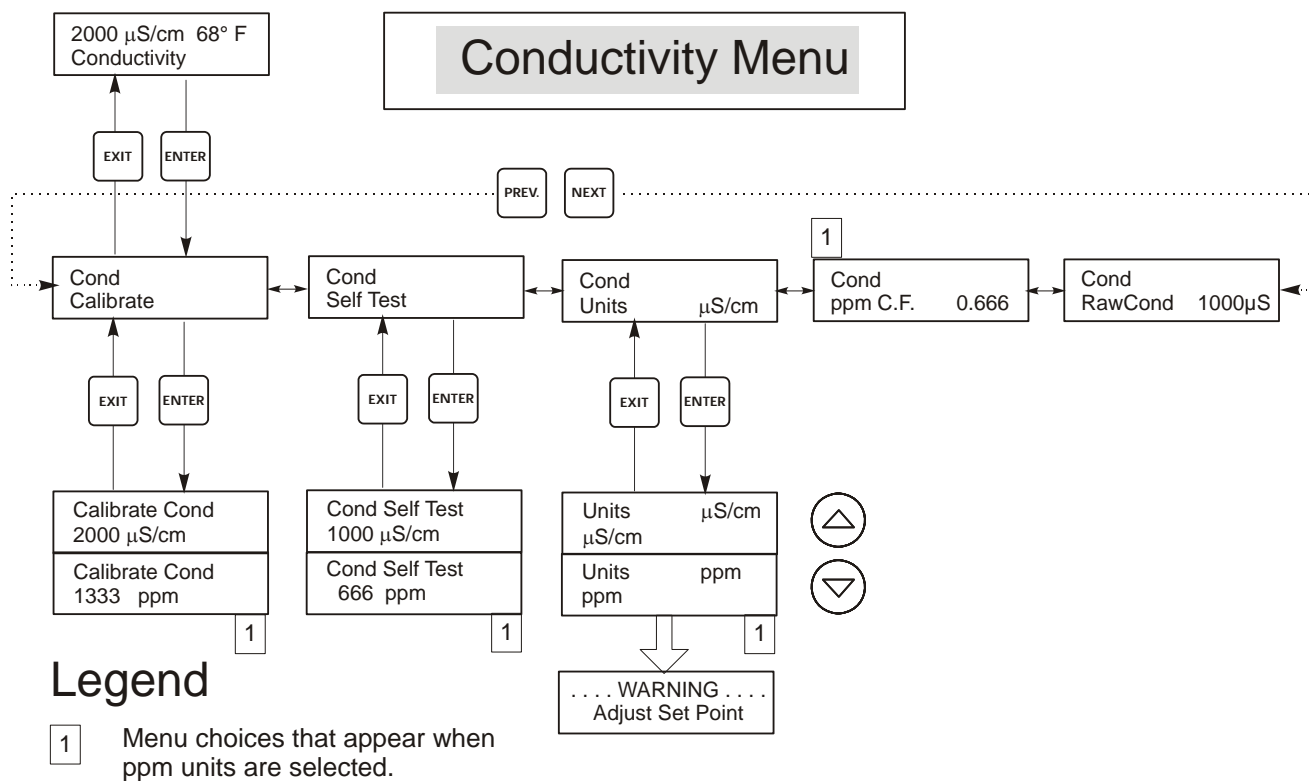 2000 μS/cm 68° F
Conductivity
Conductivity Menu
EXIT
ENTER
PREV.
NEXT
Cond
Calibrate
Cond
Self Test
Cond
Units μS/cm
1
Cond
ppm C.F. 0.666
Cond
RawCond 1000μS
EXIT
ENTER
EXIT
ENTER
EXIT
ENTER
Calibrate Cond
2000 μS/cm
Calibrate Cond
1333 ppm
1
Cond Self Test
1000 μS/cm
Cond Self Test
666 ppm
1
Units μS/cm
μS/cm
Units ppm
ppm
1
. . . . WARNING . . . .
Adjust Set Point
Legend
1 Menu choices that appear when
ppm units are selected.